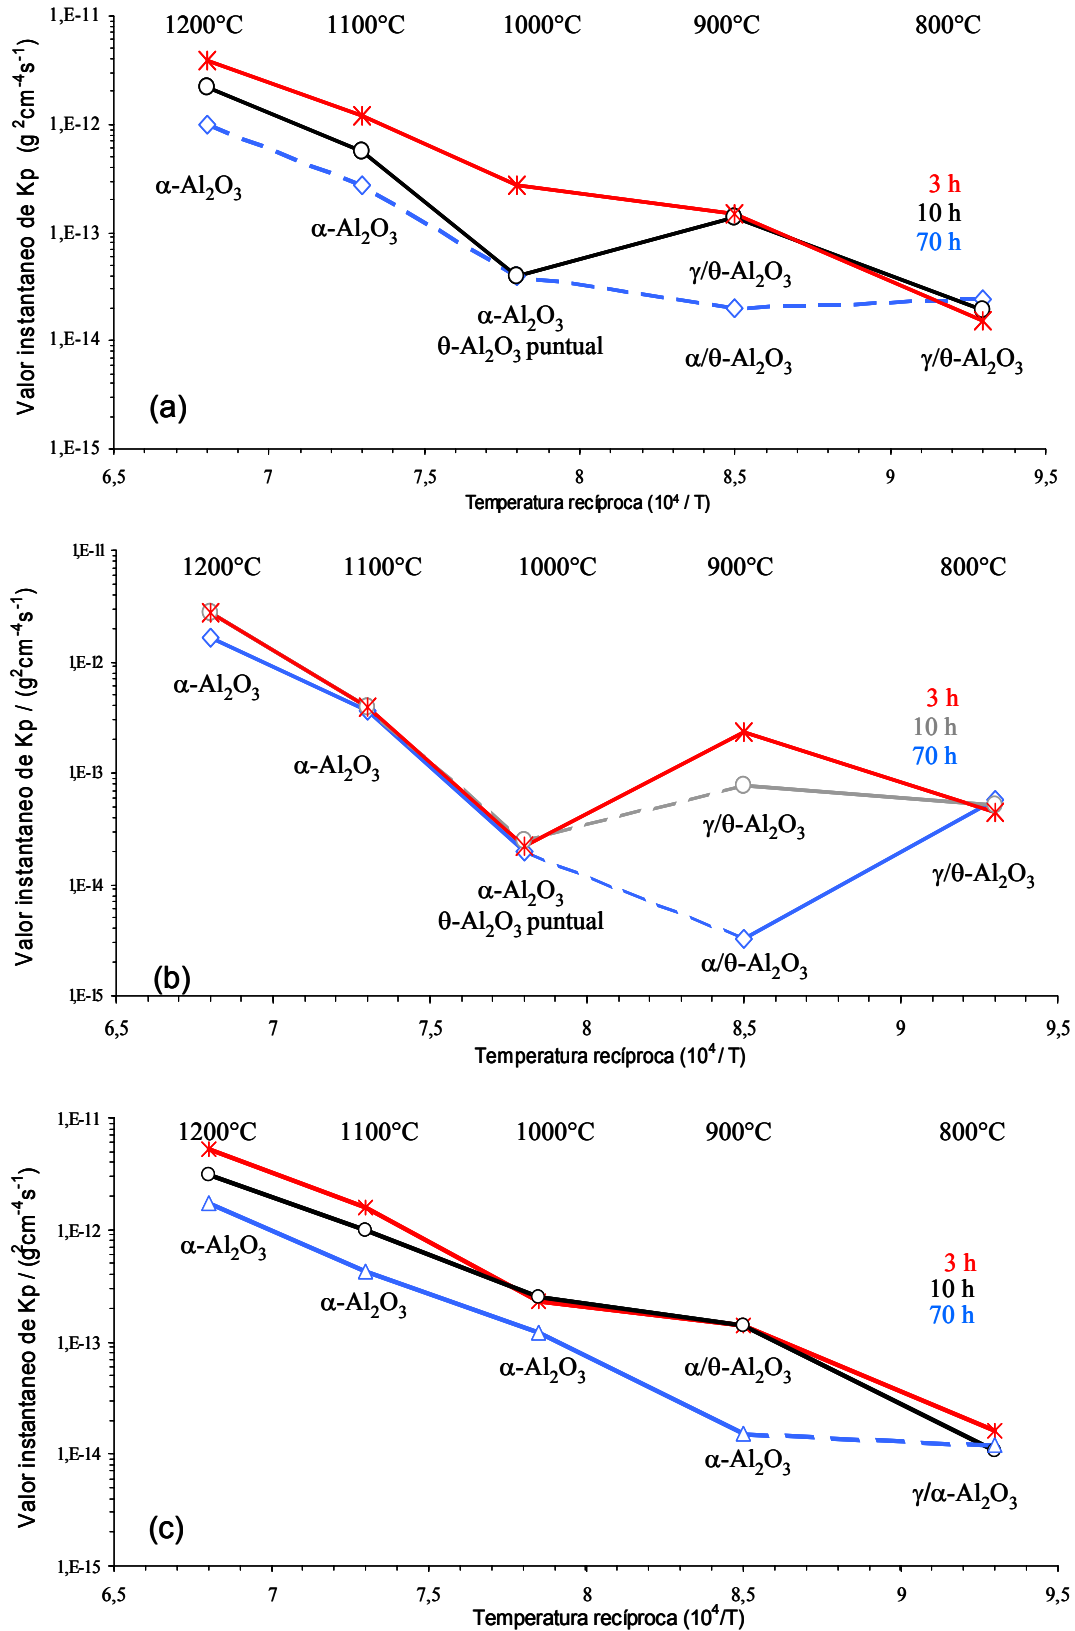 1,E-11
1200°C 1100°C 1000°C 900°C 800°C
1,E-12
1,E-13
1,E-14
1,E-15
Valor instantaneo de Kp (g²cm⁻⁴s⁻¹)
α-Al₂O₃
α-Al₂O₃
α-Al₂O₃
θ-Al₂O₃ puntual
γ/θ-Al₂O₃
α/θ-Al₂O₃
γ/θ-Al₂O₃
3 h
10 h
70 h
(a)
6,5 7 7,5 8 8,5 9 9,5
Temperatura recíproca (10⁴ / T)
1,E-11
1200°C 1100°C 1000°C 900°C 800°C
1,E-12
1,E-13
1,E-14
1,E-15
Valor instantaneo de Kp / (g²cm⁻⁴s⁻¹)
α-Al₂O₃
α-Al₂O₃
α-Al₂O₃
θ-Al₂O₃ puntual
γ/θ-Al₂O₃
α/θ-Al₂O₃
γ/θ-Al₂O₃
3 h
10 h
70 h
(b)
6,5 7 7,5 8 8,5 9 9,5
Temperatura recíproca (10⁴/ T)
1,E-11
1200°C 1100°C 1000°C 900°C 800°C
1,E-12
1,E-13
1,E-14
1,E-15
Valor instantaneo de Kp / (g²cm⁻⁴s⁻¹)
α-Al₂O₃
α-Al₂O₃
α-Al₂O₃
α/θ-Al₂O₃
α-Al₂O₃
γ/α-Al₂O₃
3 h
10 h
70 h
(c)
6,5 7 7,5 8 8,5 9 9,5
Temperatura recíproca (10⁴/T)